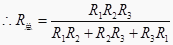 ∴R总 = R₁R₂R₃ / (R₁R₂ + R₂R₃ + R₃R₁)